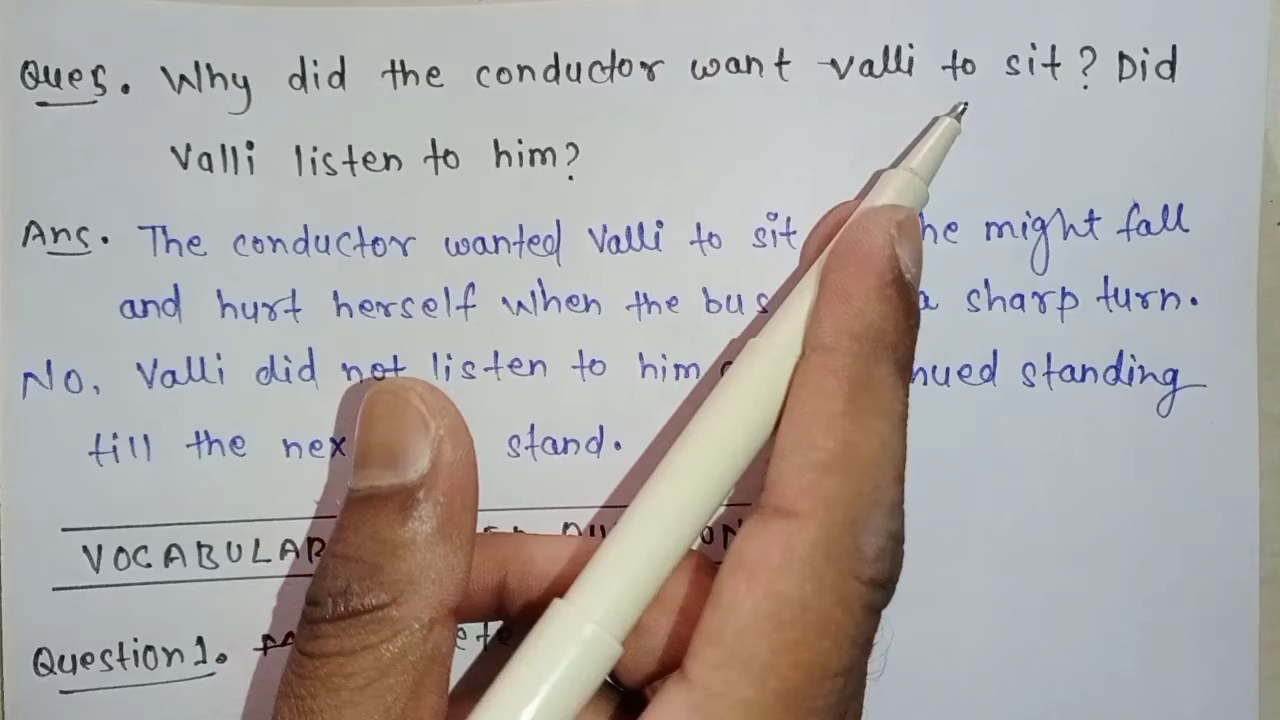 Ques. Why did the conductor want valli to sit? Did
Valli listen to him?
Ans. The conductor wanted Valli to sit he might fall
and hurt herself when the bus a sharp turn.
No, Valli did not listen to him nued standing
till the nex stand.
VOCABULAR
Question 1.